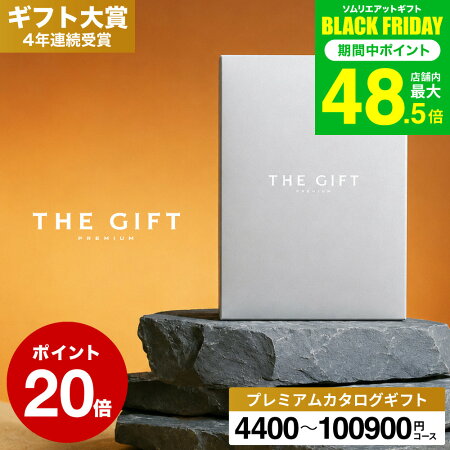 ギフト大賞
4年連続受賞
ソムリエアットギフト
BLACK FRIDAY
期間中ポイント
店舗内
最大
48.5倍
THE GIFT
PREMIUM
THE GIFT
PREMIUM
ポイント
20倍
プレミアムカタログギフト
4400〜100900円コース